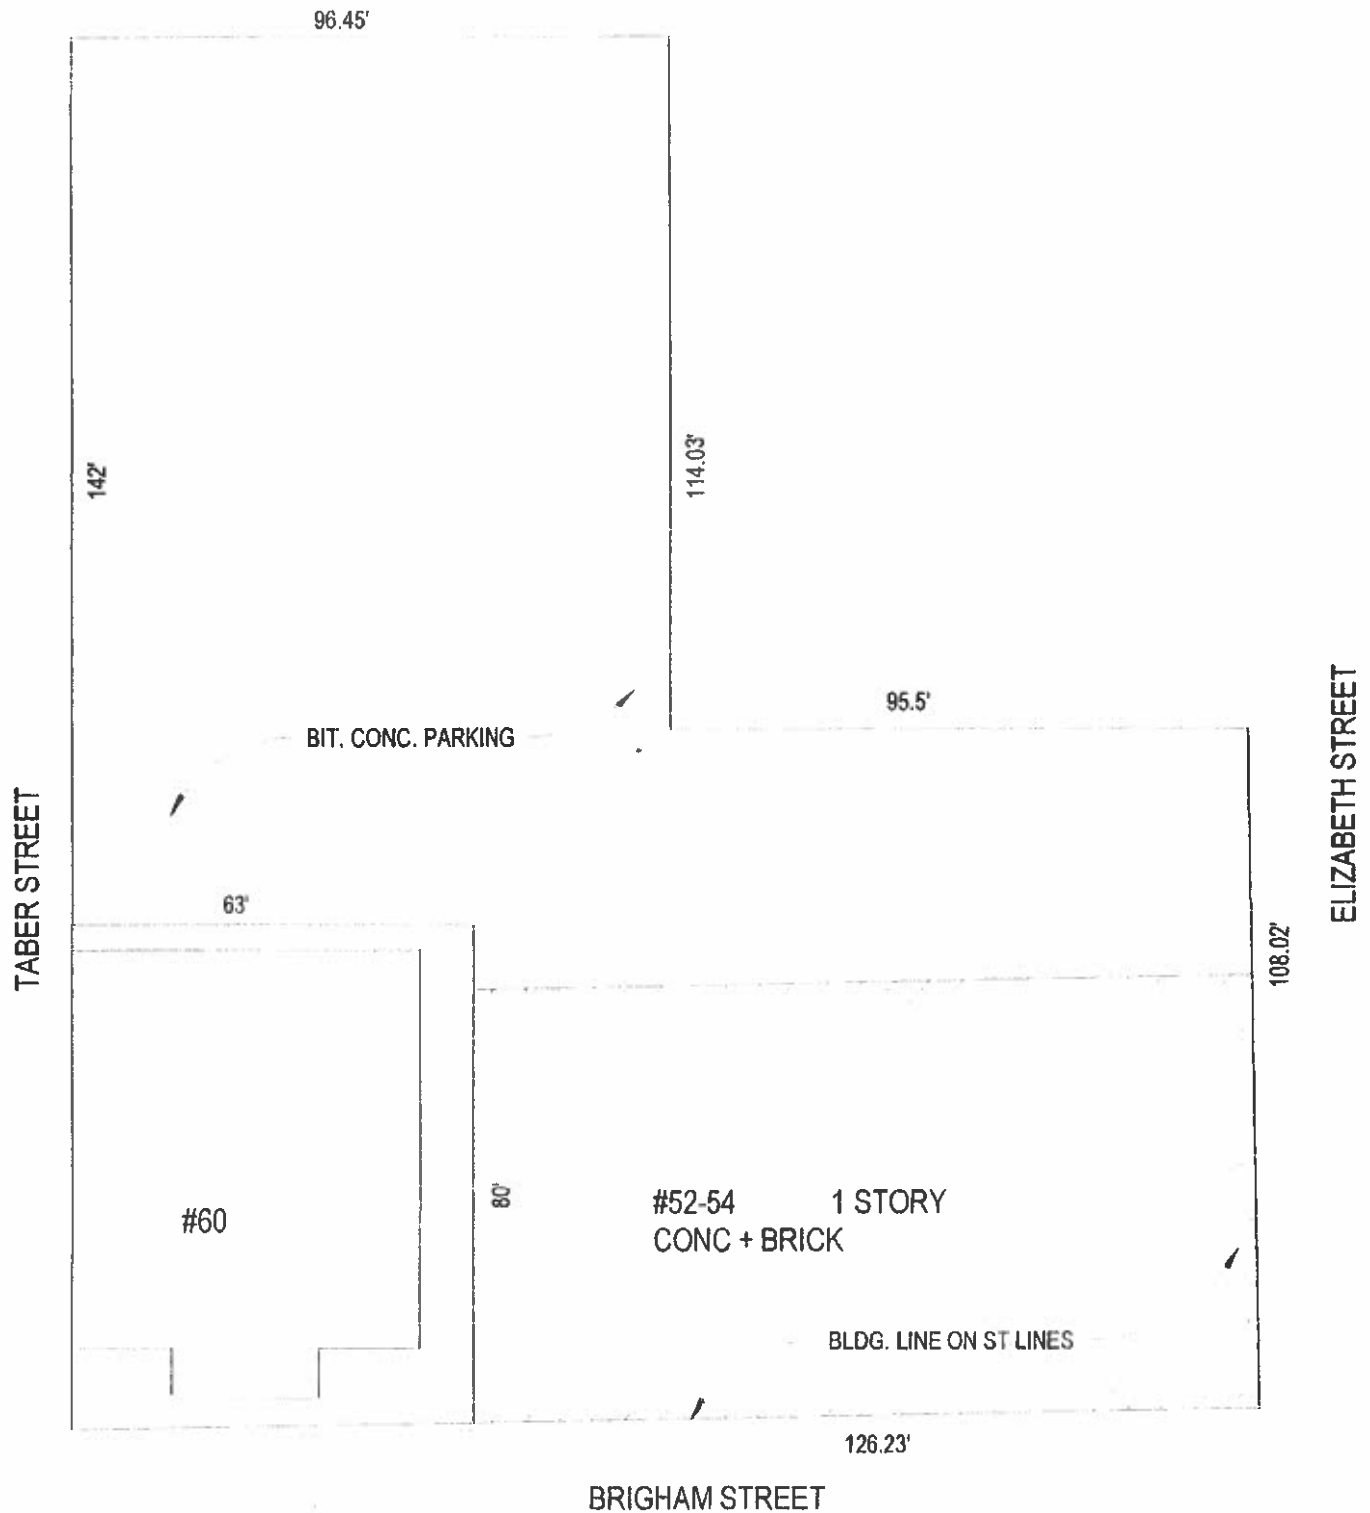 96.45'
142'
114.03'
95.5'
BIT. CONC. PARKING
TABER STREET
ELIZABETH STREET
63'
108.02'
80'
#60
#52-54 1 STORY
CONC + BRICK
BLDG. LINE ON ST LINES
126.23'
BRIGHAM STREET